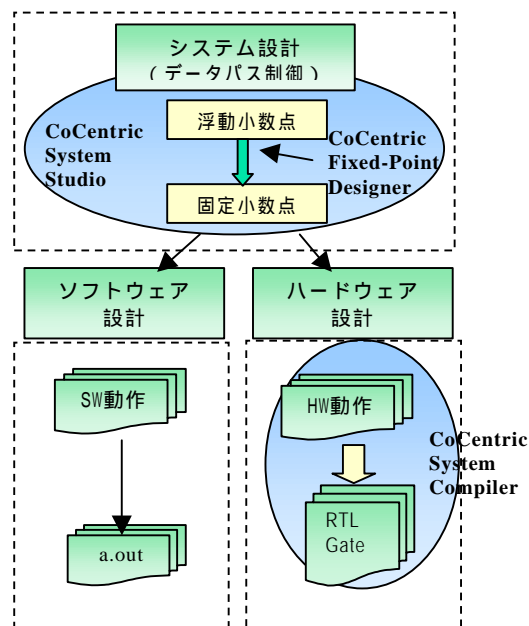 システム設計
(データパス制御)
浮動小数点
CoCentric
System
Studio
CoCentric
Fixed-Point
Designer
固定小数点
ソフトウェア
設計
ハードウェア
設計
SW動作
HW動作
CoCentric
System
Compiler
a.out
RTL
Gate